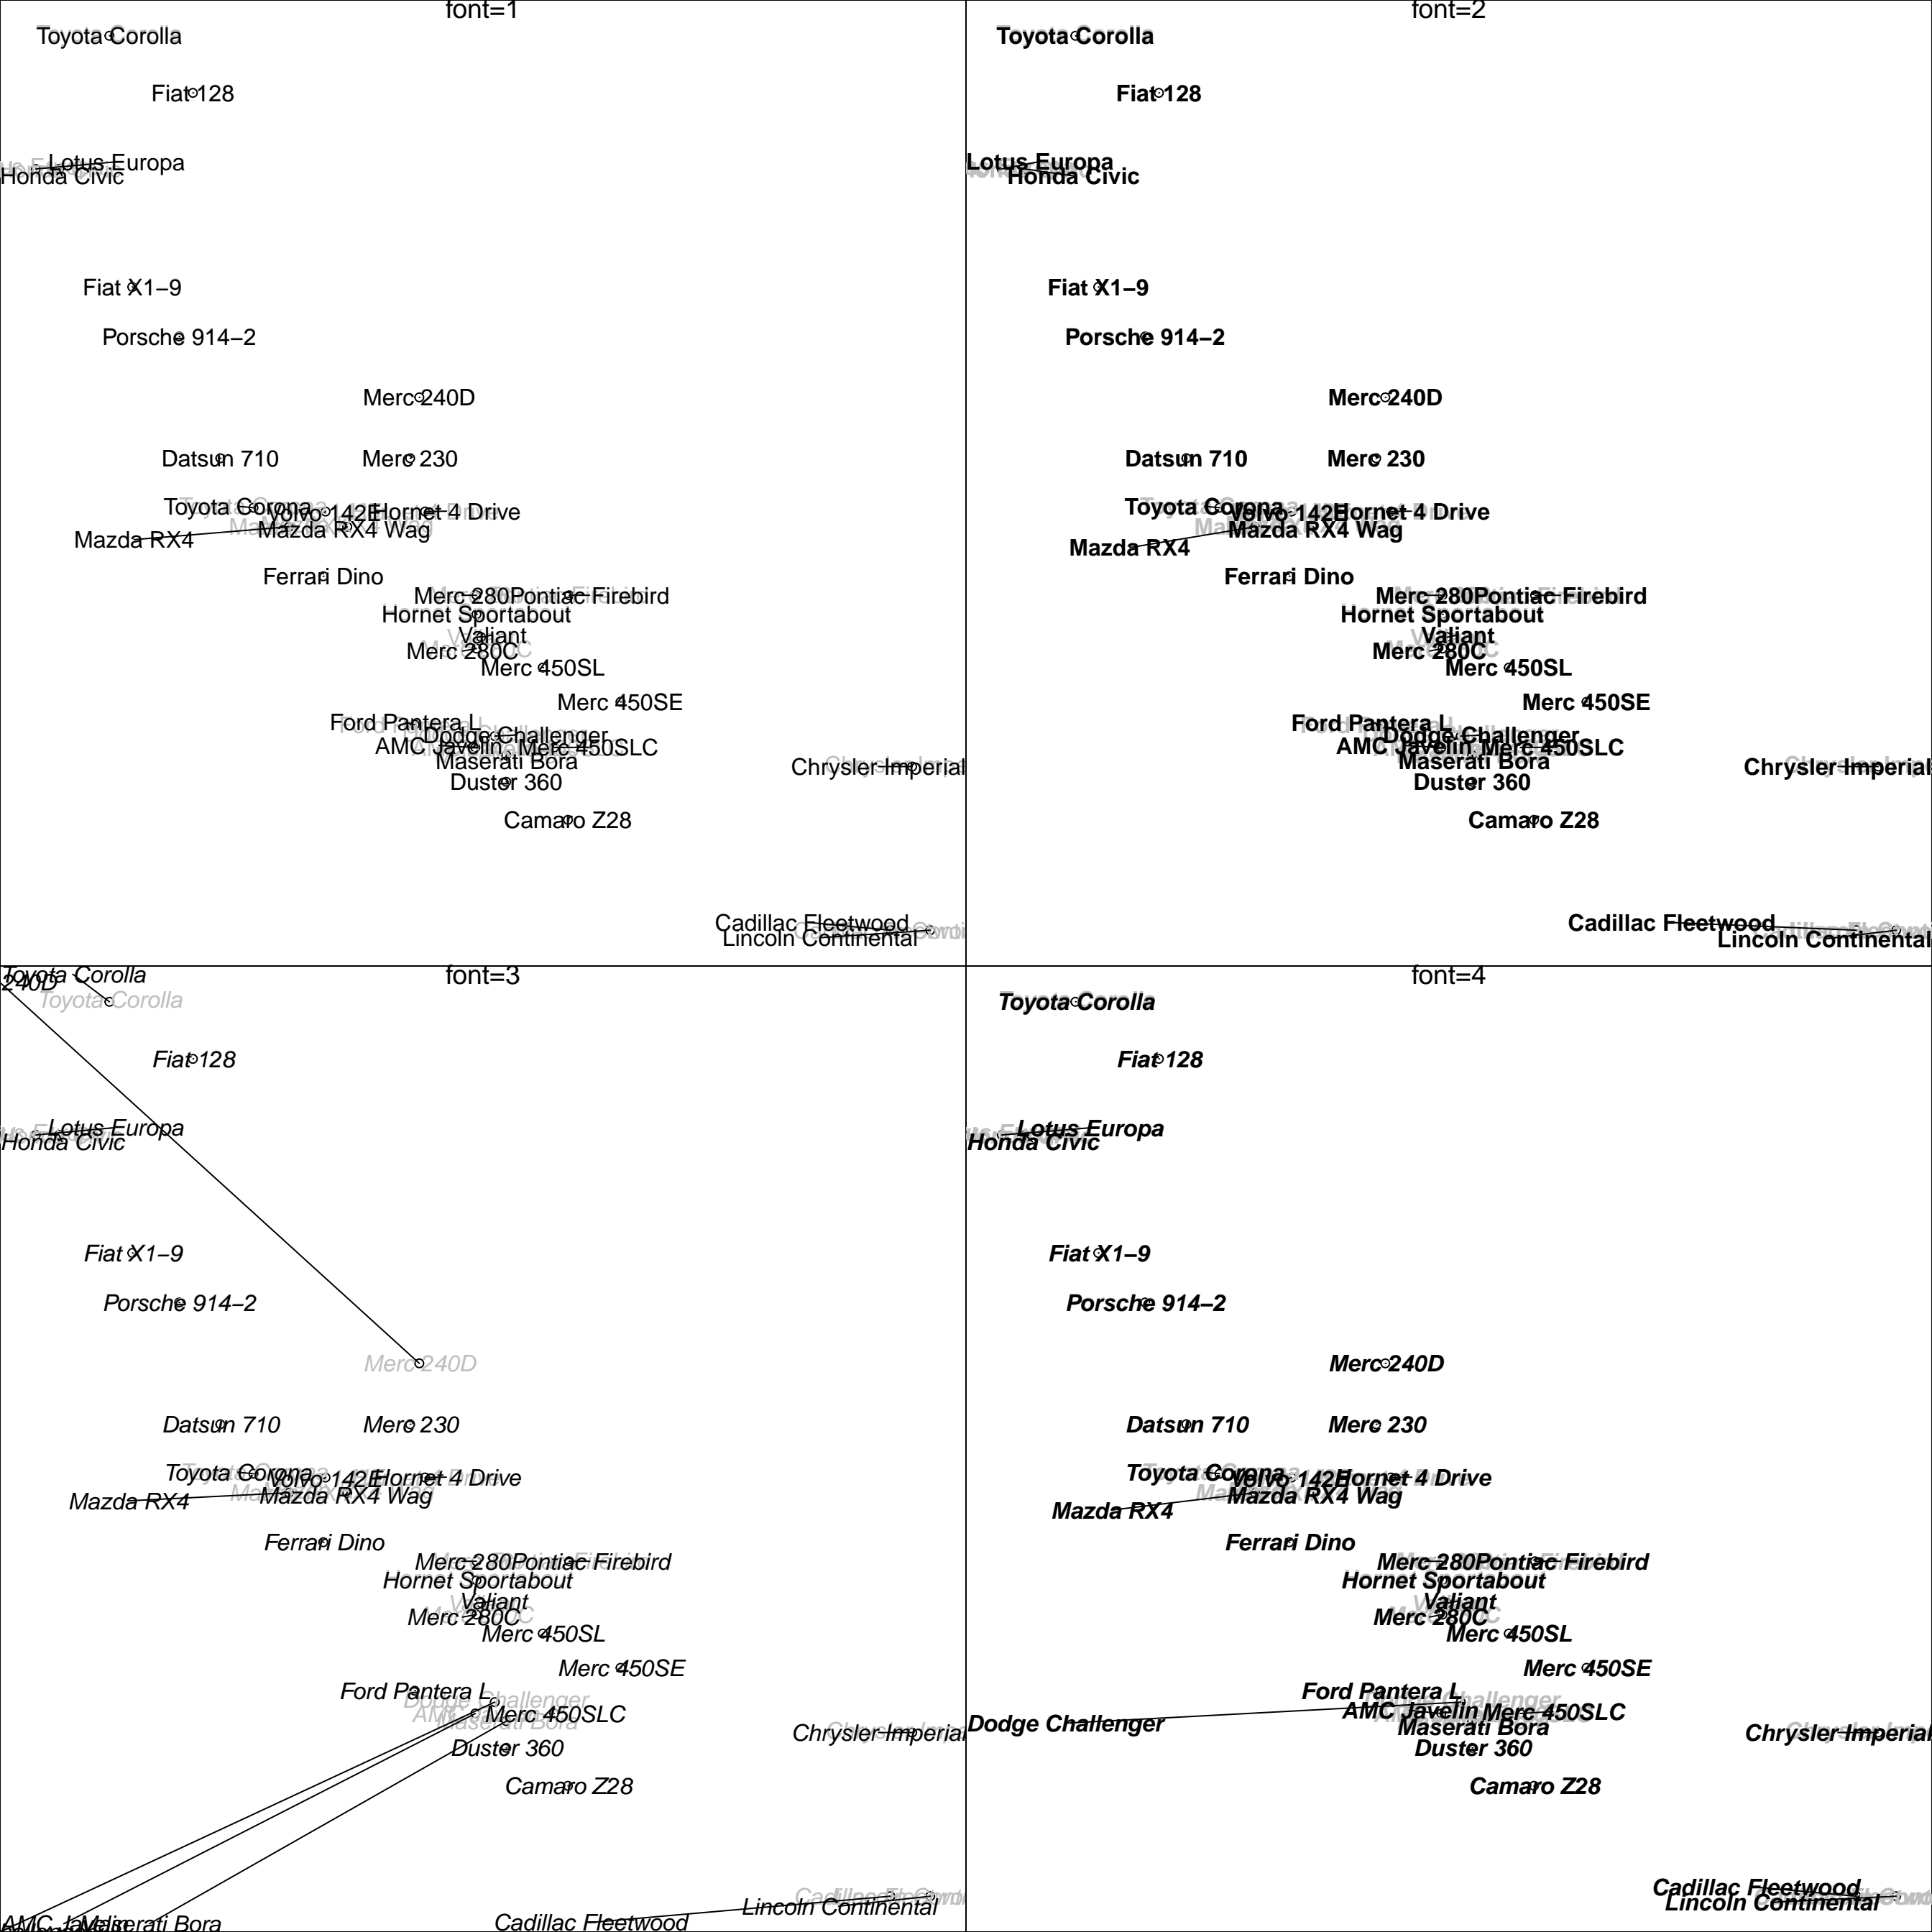 font=1
Toyota Corolla
Fiat 128
Lotus Europa
Honda Civic
Fiat X1–9
Porsche 914–2
Merc 240D
Datsun 710
Merc 230
Toyota Corona
Volvo 142E
Hornet 4 Drive
Mazda RX4 Wag
Mazda RX4
Ferrari Dino
Merc 280
Pontiac Firebird
Hornet Sportabout
Valiant
Merc 280C
Merc 450SL
Merc 450SE
Ford Pantera L
Dodge Challenger
AMC Javelin
Merc 450SLC
Maserati Bora
Chrysler Imperial
Duster 360
Camaro Z28
Cadillac Fleetwood
Lincoln Continental
font=2
Toyota Corolla
Fiat 128
Lotus Europa
Honda Civic
Fiat X1–9
Porsche 914–2
Merc 240D
Datsun 710
Merc 230
Toyota Corona
Volvo 142E
Hornet 4 Drive
Mazda RX4 Wag
Mazda RX4
Ferrari Dino
Merc 280
Pontiac Firebird
Hornet Sportabout
Valiant
Merc 280C
Merc 450SL
Merc 450SE
Ford Pantera L
Dodge Challenger
AMC Javelin
Merc 450SLC
Maserati Bora
Chrysler Imperial
Duster 360
Camaro Z28
Cadillac Fleetwood
Lincoln Continental
font=3
Toyota Corolla
240D
Toyota Corolla
Fiat 128
Lotus Europa
Honda Civic
Fiat X1–9
Porsche 914–2
Merc 240D
Datsun 710
Merc 230
Toyota Corona
Volvo 142E
Hornet 4 Drive
Mazda RX4 Wag
Mazda RX4
Ferrari Dino
Merc 280
Pontiac Firebird
Hornet Sportabout
Valiant
Merc 280C
Merc 450SL
Merc 450SE
Ford Pantera L
Dodge Challenger
Merc 450SLC
Maserati Bora
Chrysler Imperial
Duster 360
Camaro Z28
Lincoln Continental
Cadillac Fleetwood
AMC Javelin
Maserati Bora
font=4
Toyota Corolla
Fiat 128
Lotus Europa
Honda Civic
Fiat X1–9
Porsche 914–2
Merc 240D
Datsun 710
Merc 230
Toyota Corona
Volvo 142E
Hornet 4 Drive
Mazda RX4 Wag
Mazda RX4
Ferrari Dino
Merc 280
Pontiac Firebird
Hornet Sportabout
Valiant
Merc 280C
Merc 450SL
Merc 450SE
Ford Pantera L
Challenger
AMC Javelin
Merc 450SLC
Dodge Challenger
Maserati Bora
Chrysler Imperial
Duster 360
Camaro Z28
Cadillac Fleetwood
Lincoln Continental